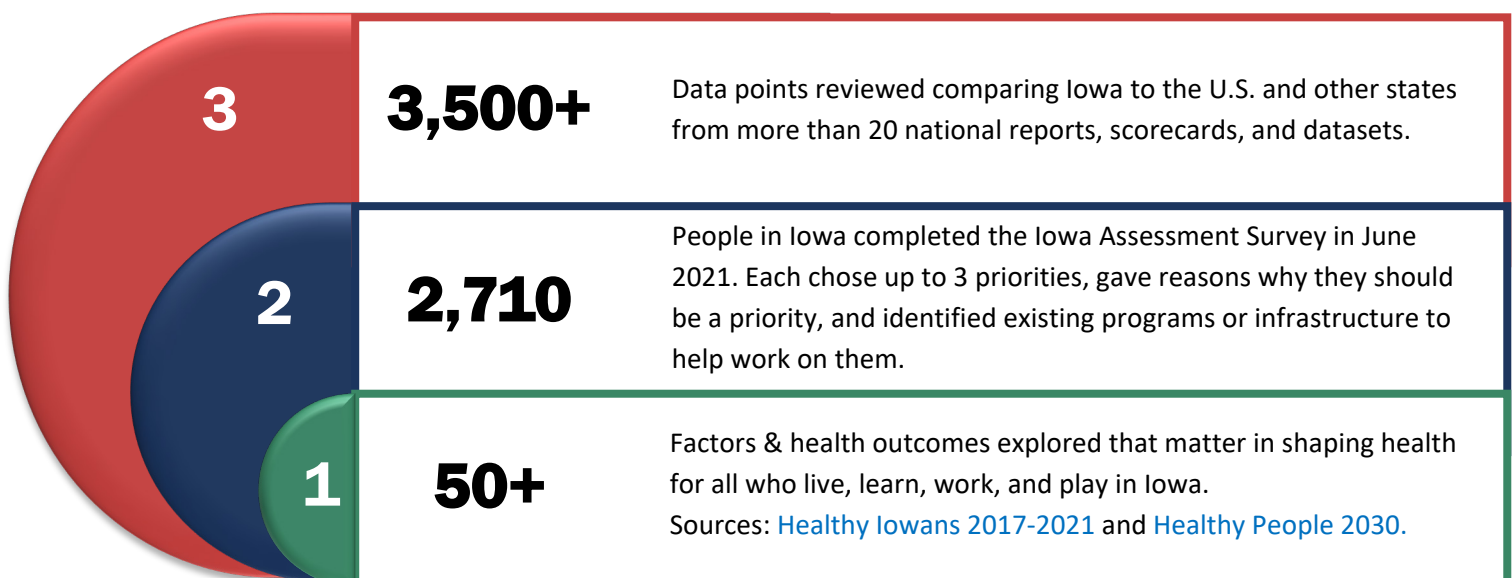 3
3,500+
Data points reviewed comparing Iowa to the U.S. and other states
from more than 20 national reports, scorecards, and datasets.
2
2,710
People in Iowa completed the Iowa Assessment Survey in June
2021. Each chose up to 3 priorities, gave reasons why they should
be a priority, and identified existing programs or infrastructure to
help work on them.
1
50+
Factors & health outcomes explored that matter in shaping health
for all who live, learn, work, and play in Iowa.
Sources: Healthy Iowans 2017-2021 and Healthy People 2030.